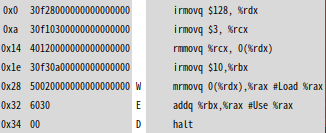 0x0 30f28000000000000000 irmovq $128, %rdx
0xa 30f10300000000000000 irmovq $3, %rcx
0x14 40120000000000000000 rmmovq %rcx, 0(%rdx)
0x1e 30f30a00000000000000 irmovq $10,%rbx
0x28 50020000000000000000 W mrmovq 0(%rdx),%rax #Load %rax
0x32 6030 E addq %rbx,%rax #Use %rax
0x34 00 D halt